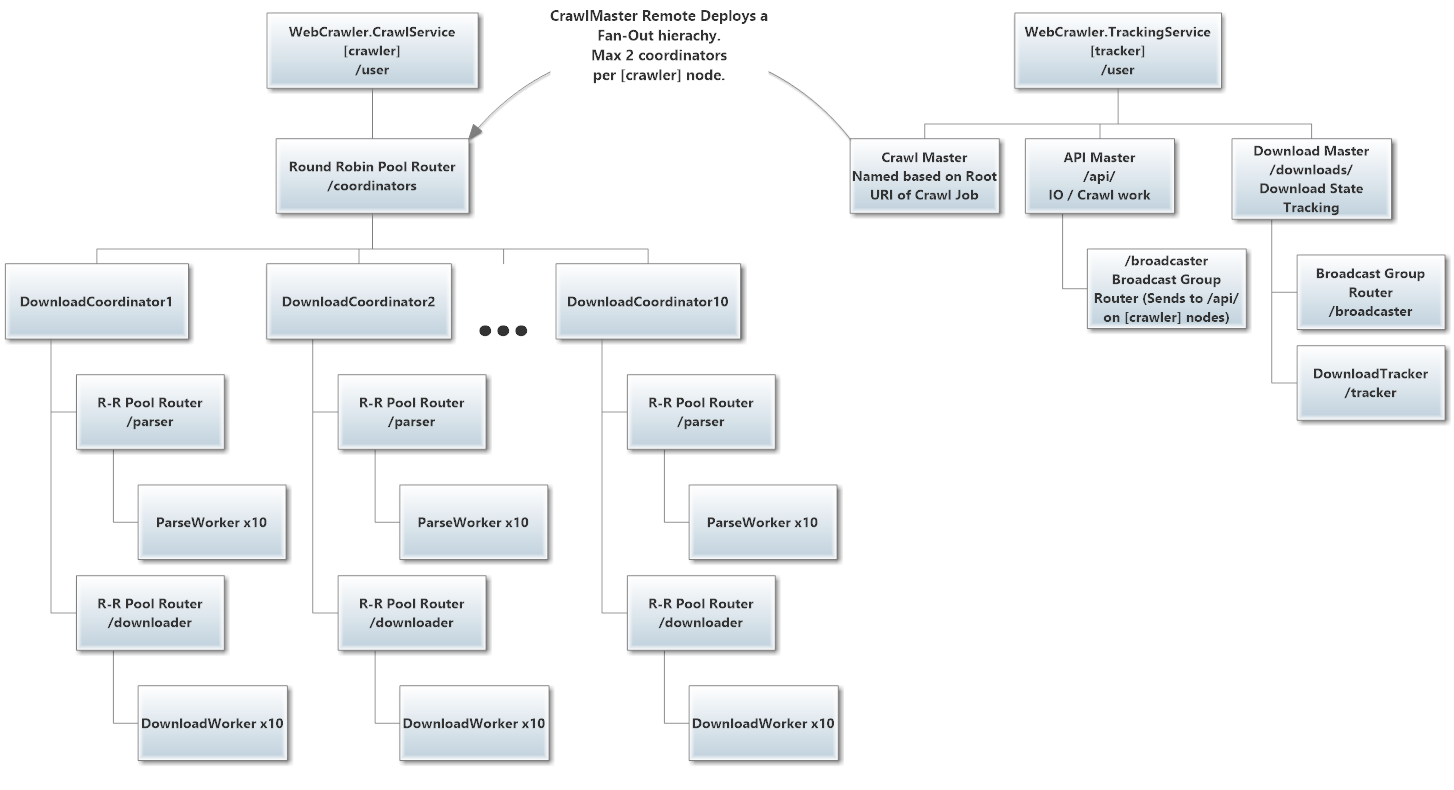 WebCrawler.CrawlService
[crawler]
/user
CrawlMaster Remote Deploys a
Fan-Out hierachy.
Max 2 coordinators
per [crawler] node.
WebCrawler.TrackingService
[tracker]
/user
Round Robin Pool Router
/coordinators
Crawl Master
Named based on Root
URI of Crawl Job
API Master
/api/
IO / Crawl work
Download Master
/downloads/
Download State
Tracking
/broadcaster
Broadcast Group
Router (Sends to /api/
on [crawler] nodes)
Broadcast Group
Router
/broadcaster
DownloadTracker
/tracker
DownloadCoordinator1
DownloadCoordinator2
DownloadCoordinator10
R-R Pool Router
/parser
R-R Pool Router
/parser
R-R Pool Router
/parser
ParseWorker x10
ParseWorker x10
ParseWorker x10
R-R Pool Router
/downloader
R-R Pool Router
/downloader
R-R Pool Router
/downloader
DownloadWorker x10
DownloadWorker x10
DownloadWorker x10